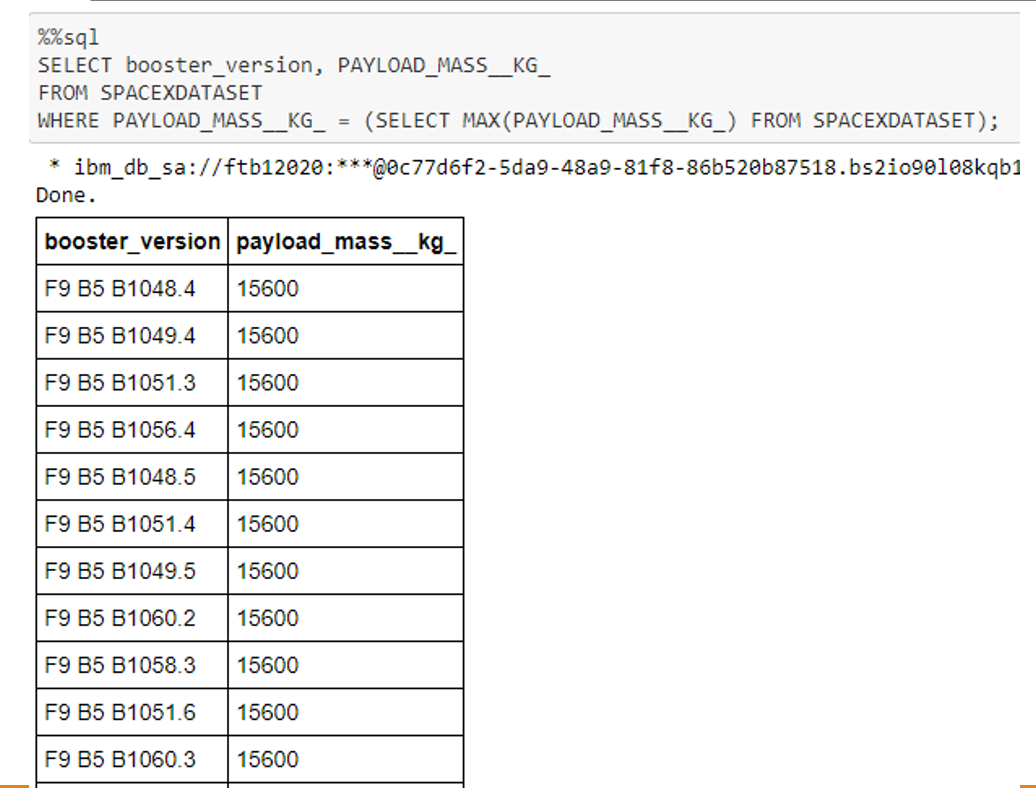 %%sql
SELECT booster_version, PAYLOAD_MASS__KG_
FROM SPACEXDATASET
WHERE PAYLOAD_MASS__KG_ = (SELECT MAX(PAYLOAD_MASS__KG_) FROM SPACEXDATASET);
* ibm_db_sa://ftb12020:***@0c77d6f2-5da9-48a9-81f8-86b520b87518.bs2io90l08kqb1
Done.
booster_version payload_mass__kg_
F9 B5 B1048.4 15600
F9 B5 B1049.4 15600
F9 B5 B1051.3 15600
F9 B5 B1056.4 15600
F9 B5 B1048.5 15600
F9 B5 B1051.4 15600
F9 B5 B1049.5 15600
F9 B5 B1060.2 15600
F9 B5 B1058.3 15600
F9 B5 B1051.6 15600
F9 B5 B1060.3 15600